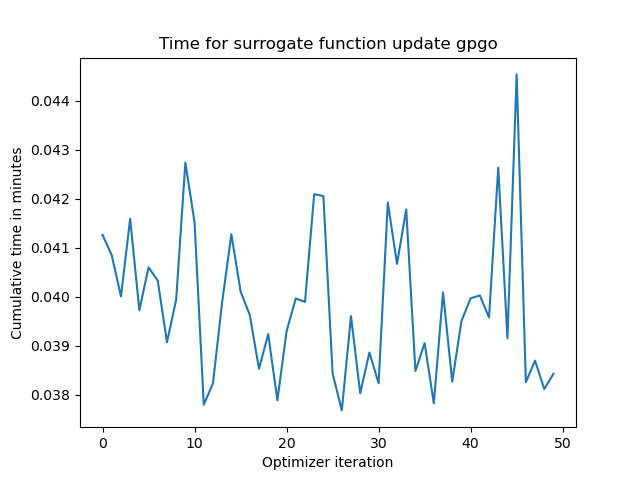 Time for surrogate function update gpgo
Cumulative time in minutes
0.044
0.043
0.042
0.041
0.040
0.039
0.038
0 10 20 30 40 50
Optimizer iteration